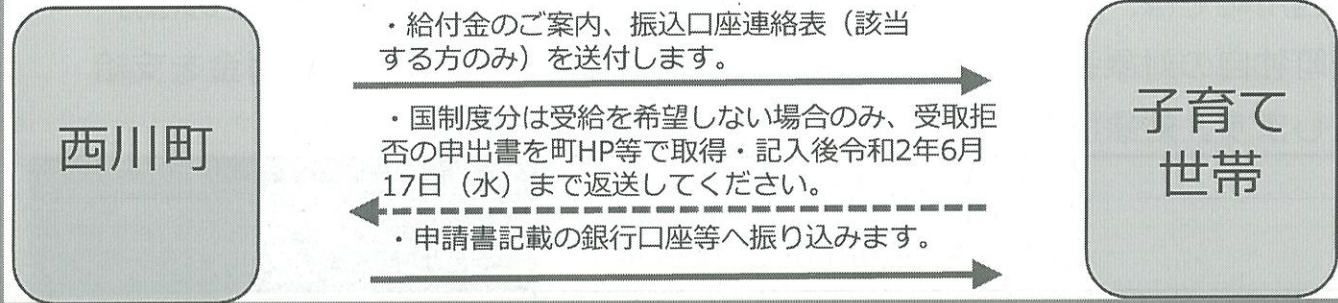 西川町
・給付金のご案内、振込口座連絡表（該当
する方のみ）を送付します。
・国制度分は受給を希望しない場合のみ、受取拒
否の申出書を町HP等で取得・記入後令和2年6月
17日（水）まで返送してください。
・申請書記載の銀行口座等へ振り込みます。
子育て
世帯